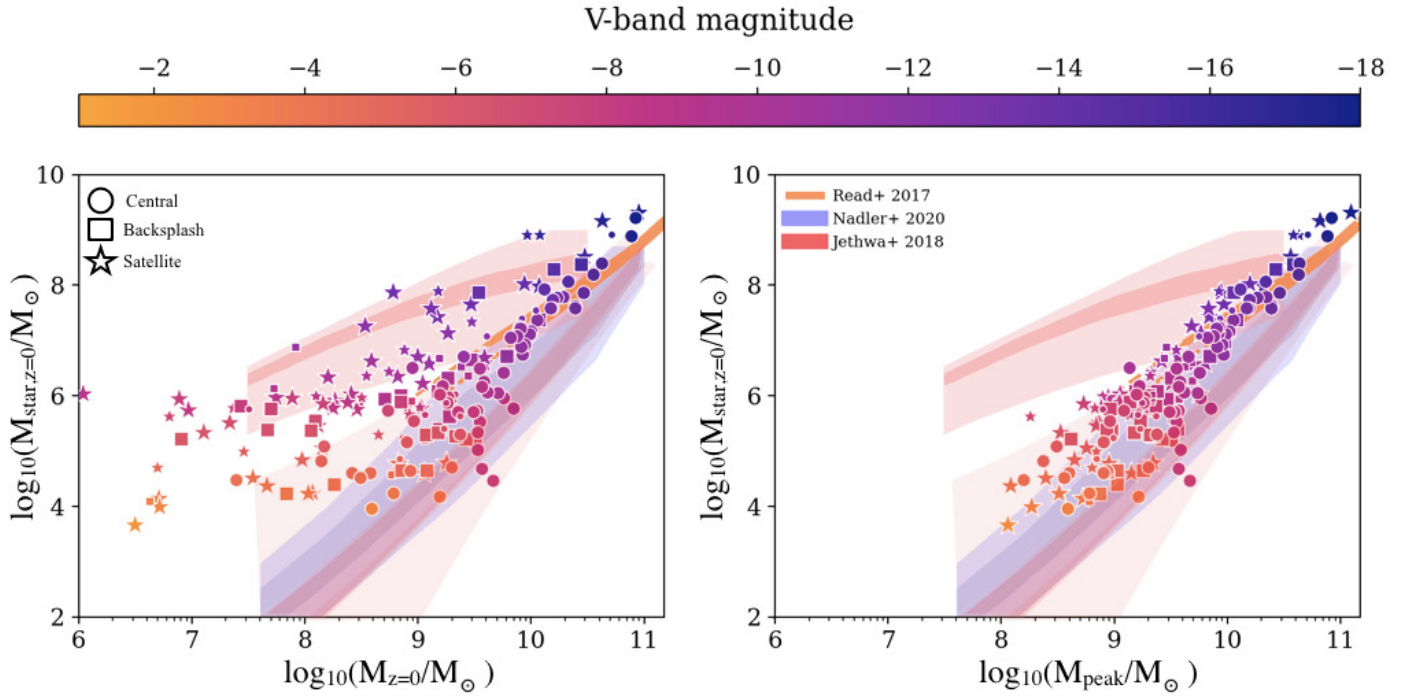 V-band magnitude
−2 −4 −6 −8 −10 −12 −14 −16 −18
10
8
6
4
2
6 7 8 9 10 11
log10(Mstar,z=0/M⊙)
log10(Mz=0/M⊙)
Central
Backsplash
Satellite
10
8
6
4
2
6 7 8 9 10 11
log10(Mstar,z=0/M⊙)
log10(Mpeak/M⊙)
Read+ 2017
Nadler+ 2020
Jethwa+ 2018